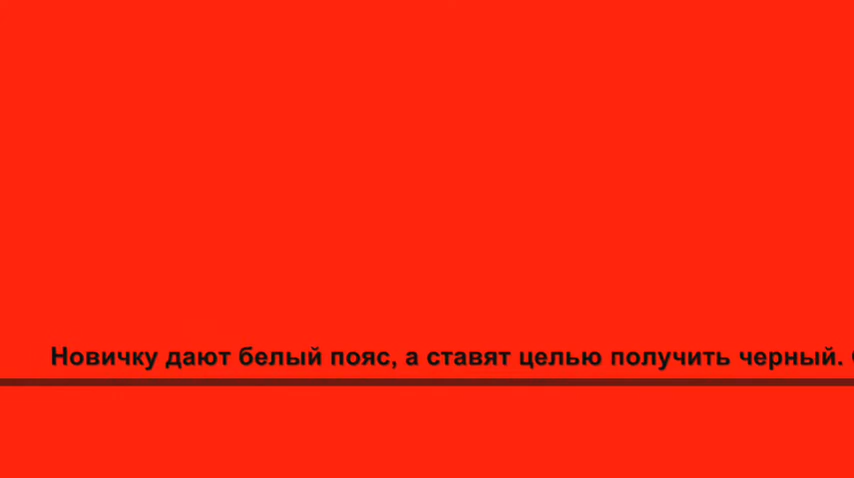 Новичку дают белый пояс, а ставят целью получить черный.